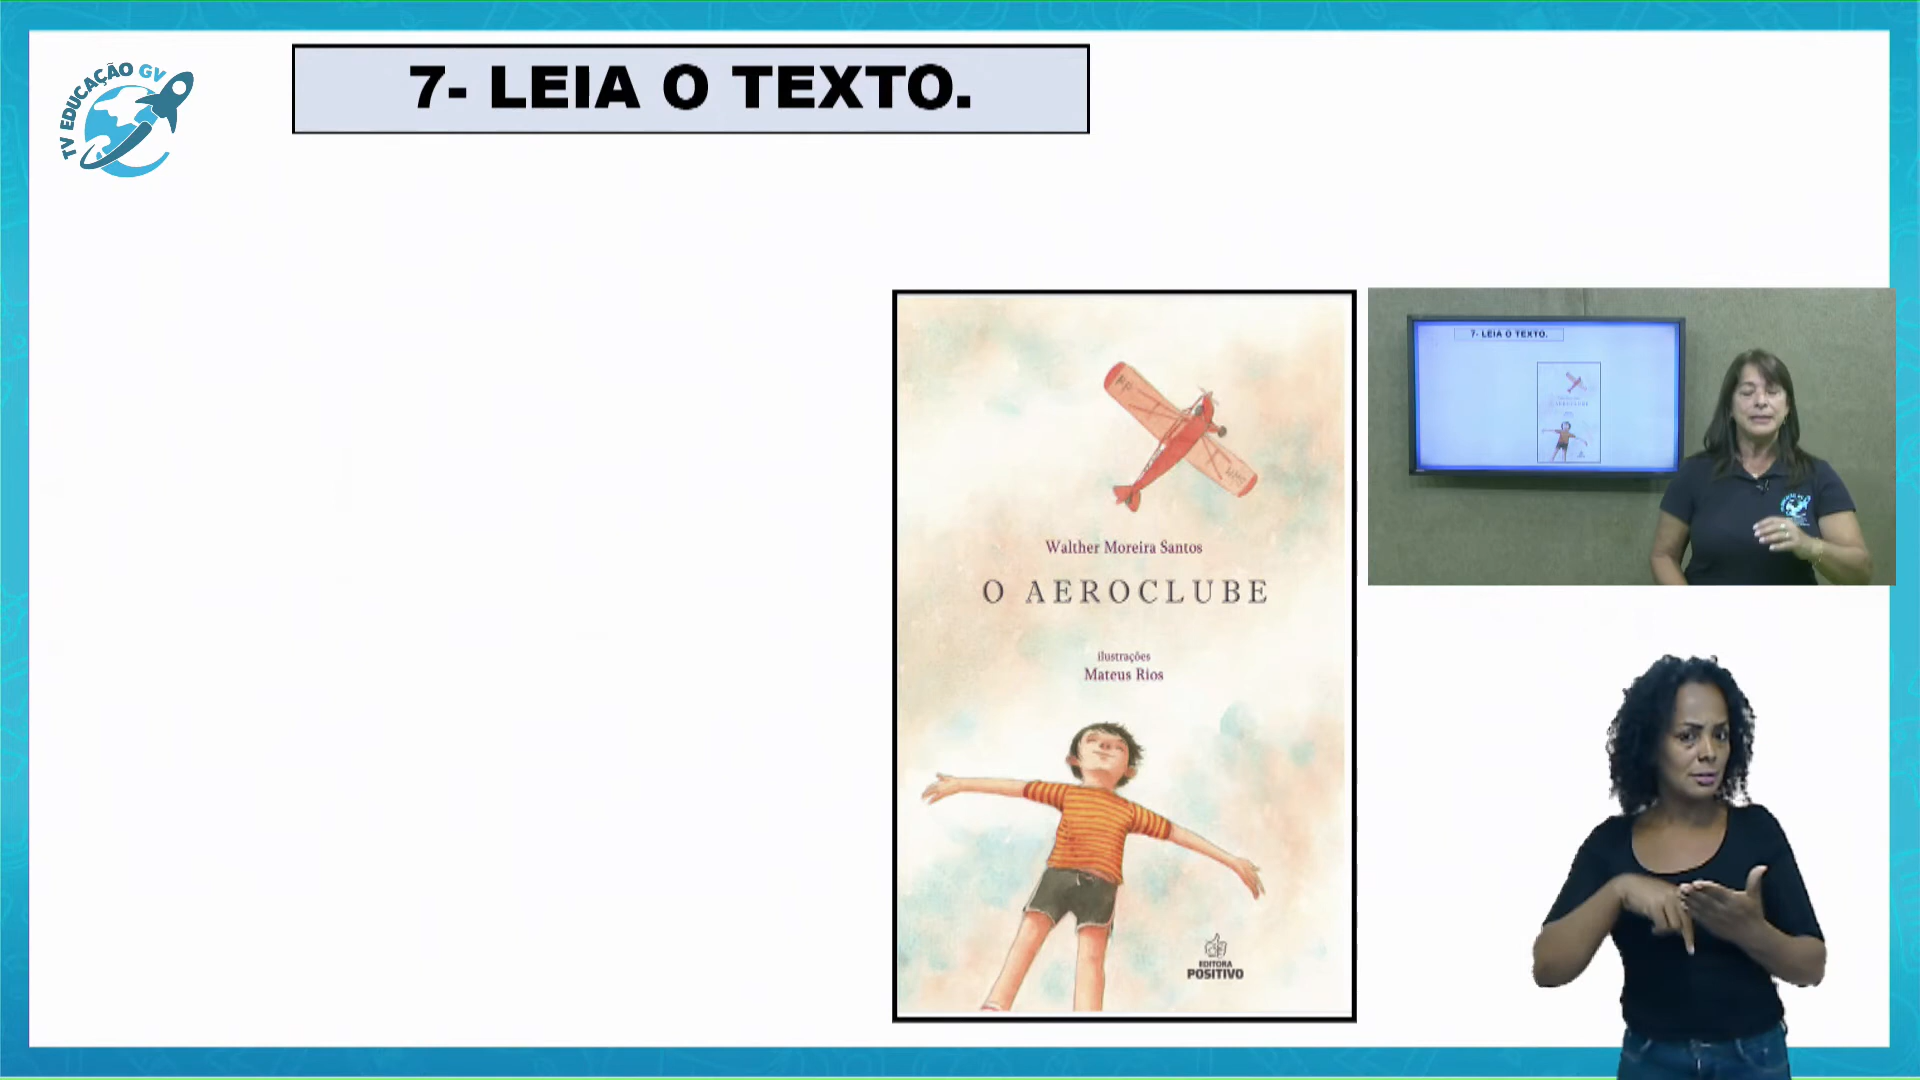 TV EDUCAÇÃO GV
7- LEIA O TEXTO.
Walther Moreira Santos
O AEROCLUBE
ilustrações
Mateus Rios
EDITORA
POSITIVO
7- LEIA O TEXTO.